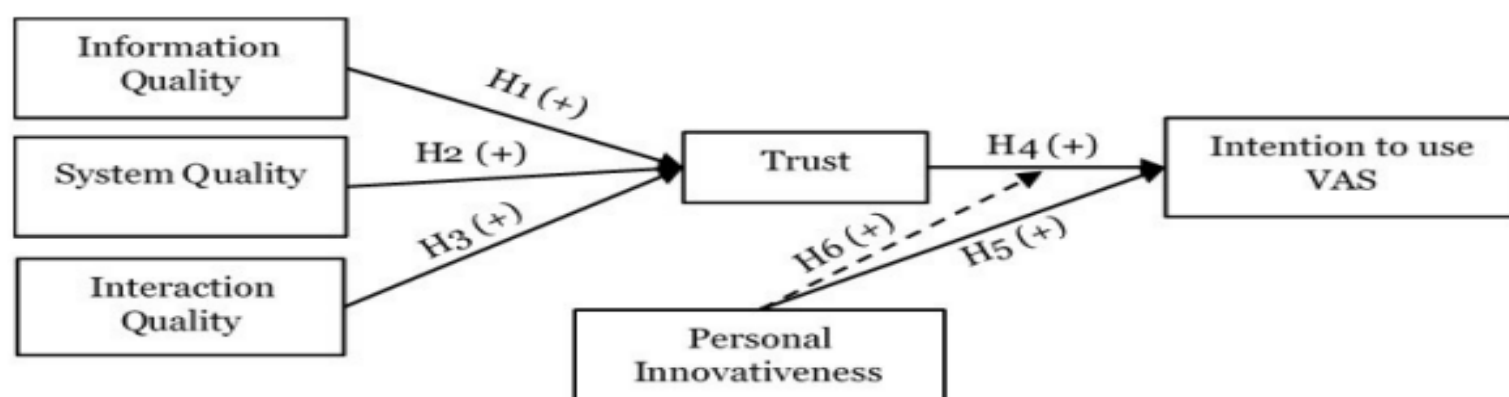 Information
Quality
H1 (+)
System Quality
H2 (+)
Trust
H4 (+)
Intention to use
VAS
H3 (+)
H6 (+)
H5 (+)
Interaction
Quality
Personal
Innovativeness